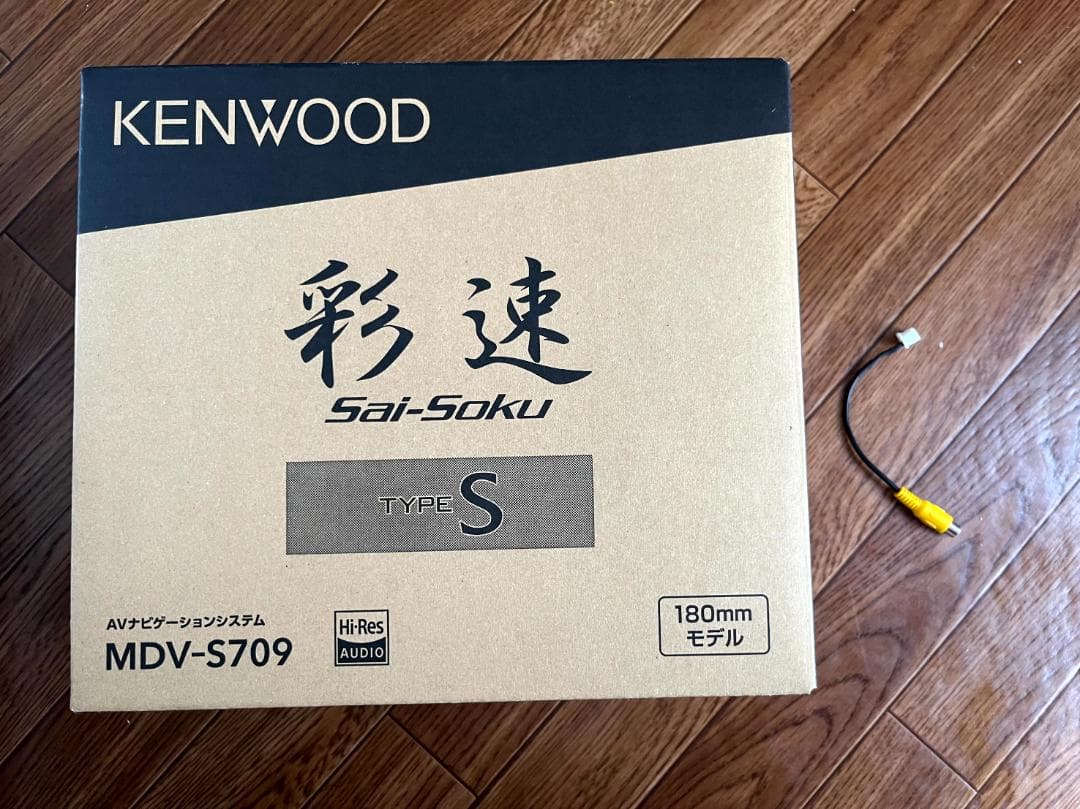 KENWOOD
彩速
Sai-Soku
TYPE S
AVナビゲーションシステム
MDV-S709
Hi-Res
AUDIO
180mm
モデル